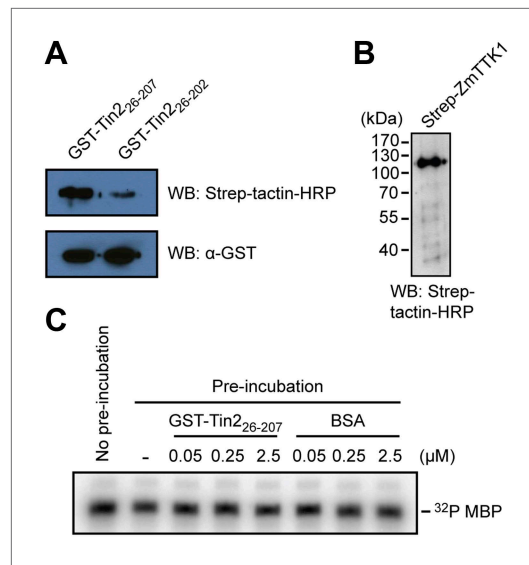 A
GST-Tin2₂₆₋₂₀₇
GST-Tin2₂₆₋₂₀₂
WB: Strep-tactin-HRP
WB: α-GST
B
Strep-ZmTTK1
(kDa)
170
130
100
70
55
40
WB: Strep-
tactin-HRP
C
No pre-incubation
Pre-incubation
GST-Tin2₂₆₋₂₀₇ BSA
- 0.05 0.25 2.5 0.05 0.25 2.5 (μM)
³²P MBP